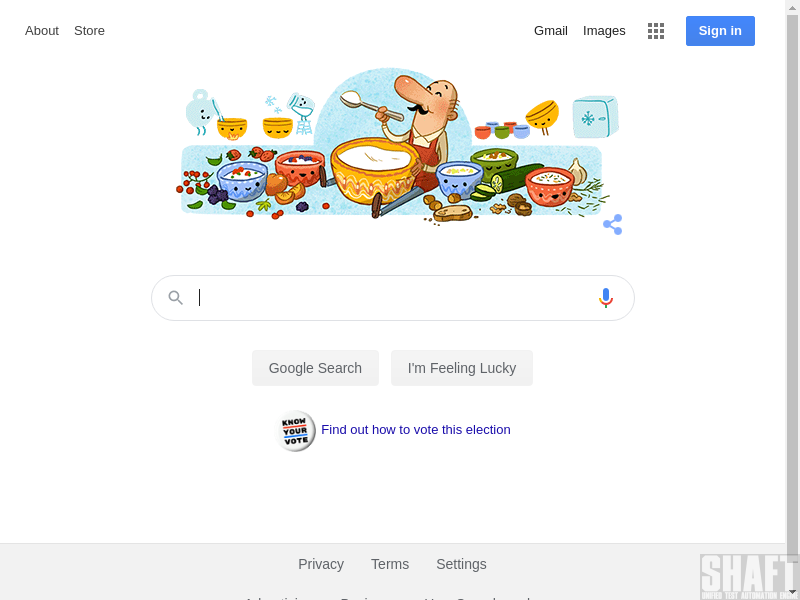 About Store
Gmail Images Sign in
Google Search I'm Feeling Lucky
KNOW
YOUR
VOTE
Find out how to vote this election
Privacy Terms Settings
SHAFT